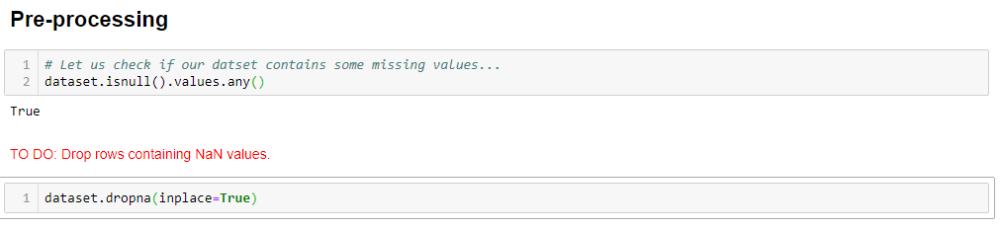 Pre-processing
1 # Let us check if our datset contains some missing values...
2 dataset.isnull().values.any()
True
TO DO: Drop rows containing NaN values.
1 dataset.dropna(inplace=True)